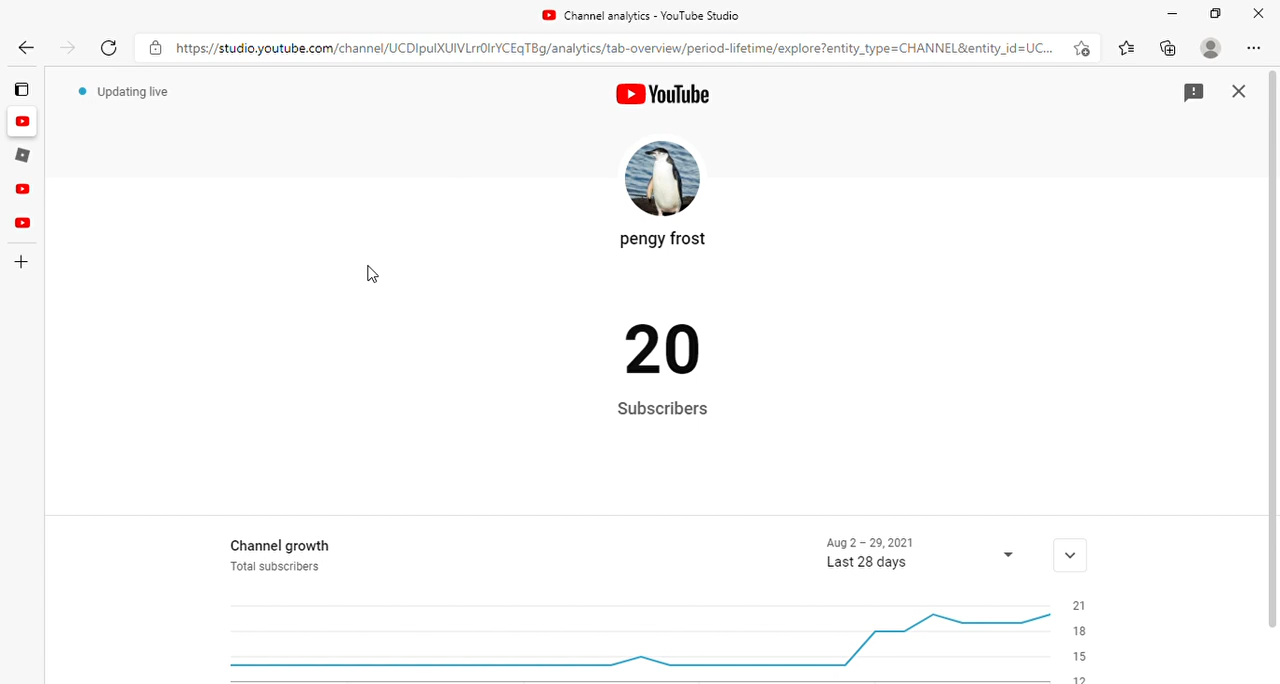 Channel analytics - YouTube Studio
https://studio.youtube.com/channel/UCDIpuIXUIVLrr0IrYCEqTBg/analytics/tab-overview/period-lifetime/explore?entity_type=CHANNEL&entity_id=UC...
Updating live
YouTube
pengy frost
20
Subscribers
Channel growth
Total subscribers
Aug 2 – 29, 2021
Last 28 days
21
18
15
12